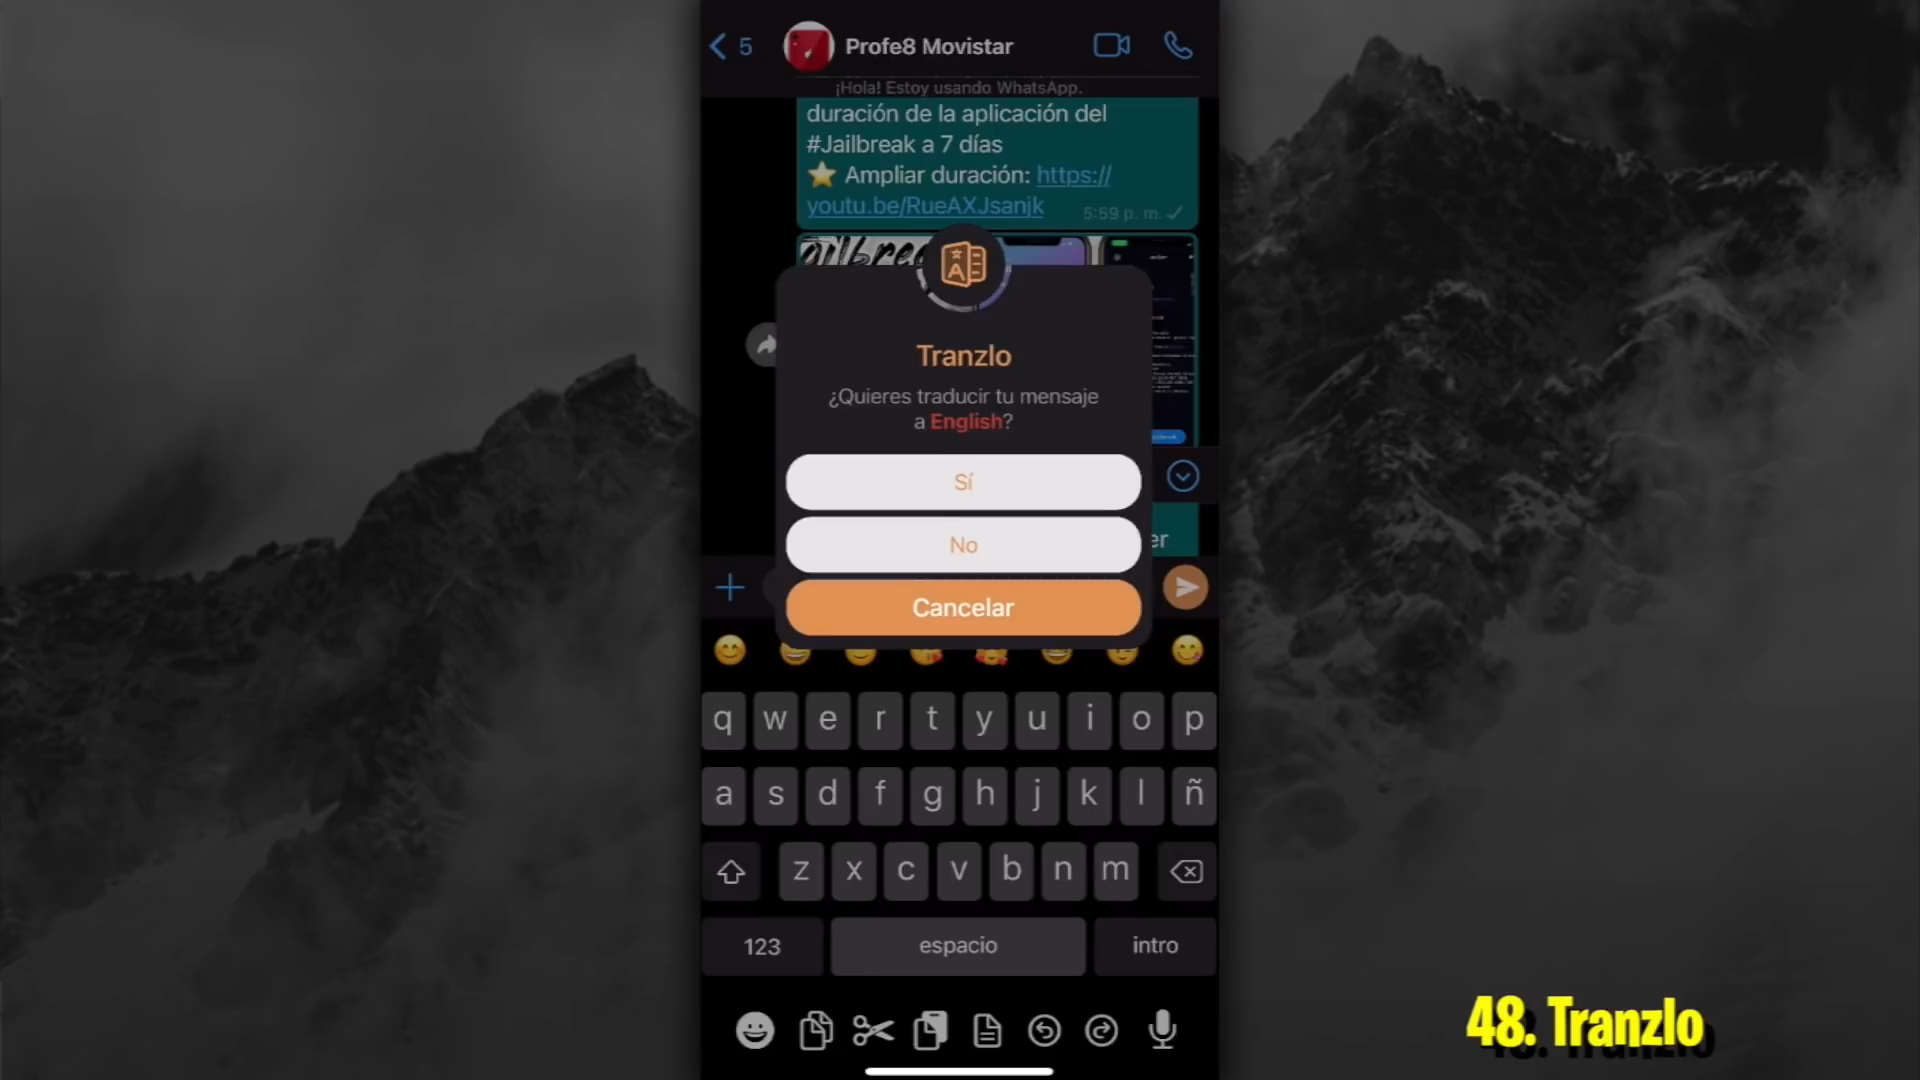 5
Profe8 Movistar
¡Hola! Estoy usando WhatsApp.
duración de la aplicación del
#Jailbreak a 7 días
⭐ Ampliar duración: https://
youtu.be/RueAXJsanjk 5:59 p. m.
Tranzlo
¿Quieres traducir tu mensaje
a English?
Sí
No
er
Cancelar
q w e r t y u i o p
a s d f g h j k l ñ
z x c v b n m
123 espacio intro
48. Tranzlo